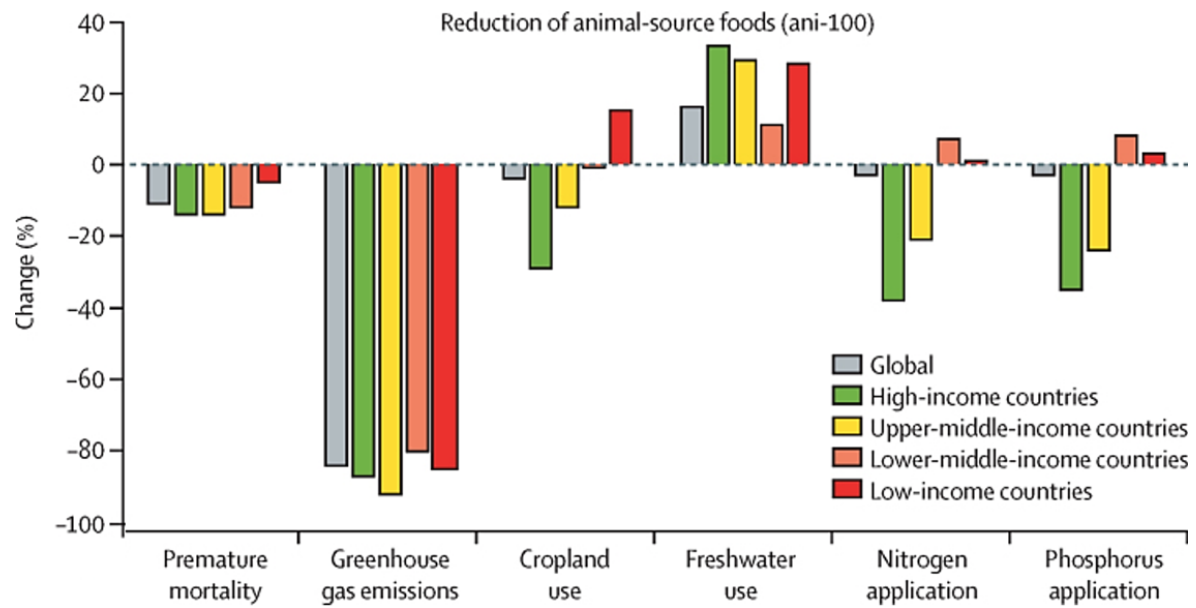 Reduction of animal-source foods (ani-100)
40
20
0
−20
−40
−60
−80
−100
Change (%)
Global
High-income countries
Upper-middle-income countries
Lower-middle-income countries
Low-income countries
Premature
mortality
Greenhouse
gas emissions
Cropland
use
Freshwater
use
Nitrogen
application
Phosphorus
application